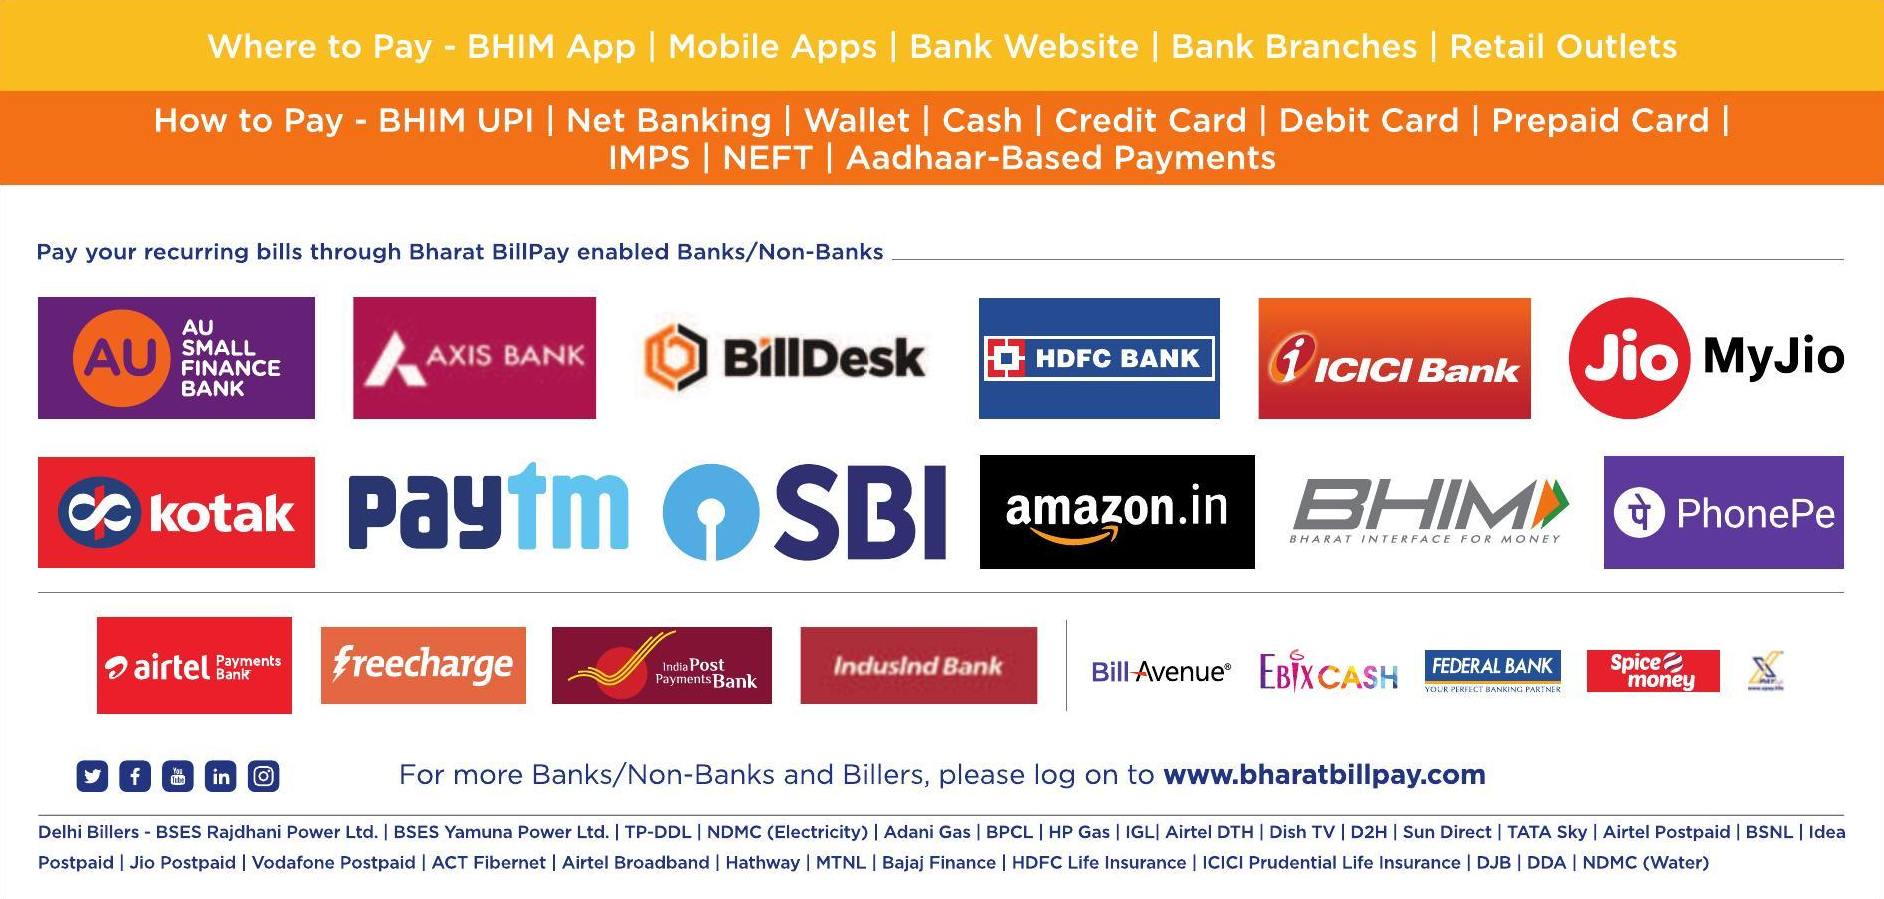 Where to Pay - BHIM App | Mobile Apps | Bank Website | Bank Branches | Retail Outlets
How to Pay - BHIM UPI | Net Banking | Wallet | Cash | Credit Card | Debit Card | Prepaid Card |
IMPS | NEFT | Aadhaar-Based Payments
Pay your recurring bills through Bharat BillPay enabled Banks/Non-Banks
AU
AU
SMALL
FINANCE
BANK
AXIS BANK
BillDesk
HDFC BANK
i ICICI Bank
Jio MyJio
kotak
paytm
SBI
amazon.in
BHIM
BHARAT INTERFACE FOR MONEY
पे PhonePe
airtel Payments
Bank
freecharge
India Post
Payments Bank
IndusInd Bank
Bill Avenue®
EBIXCASH
FEDERAL BANK
YOUR PERFECT BANKING PARTNER
Spice
money
X
PAY
You
Tube
in
For more Banks/Non-Banks and Billers, please log on to www.bharatbillpay.com
Delhi Billers - BSES Rajdhani Power Ltd. | BSES Yamuna Power Ltd. | TP-DDL | NDMC (Electricity) | Adani Gas | BPCL | HP Gas | IGL| Airtel DTH | Dish TV | D2H | Sun Direct | TATA Sky | Airtel Postpaid | BSNL | Idea
Postpaid | Jio Postpaid | Vodafone Postpaid | ACT Fibernet | Airtel Broadband | Hathway | MTNL | Bajaj Finance | HDFC Life Insurance | ICICI Prudential Life Insurance | DJB | DDA | NDMC (Water)